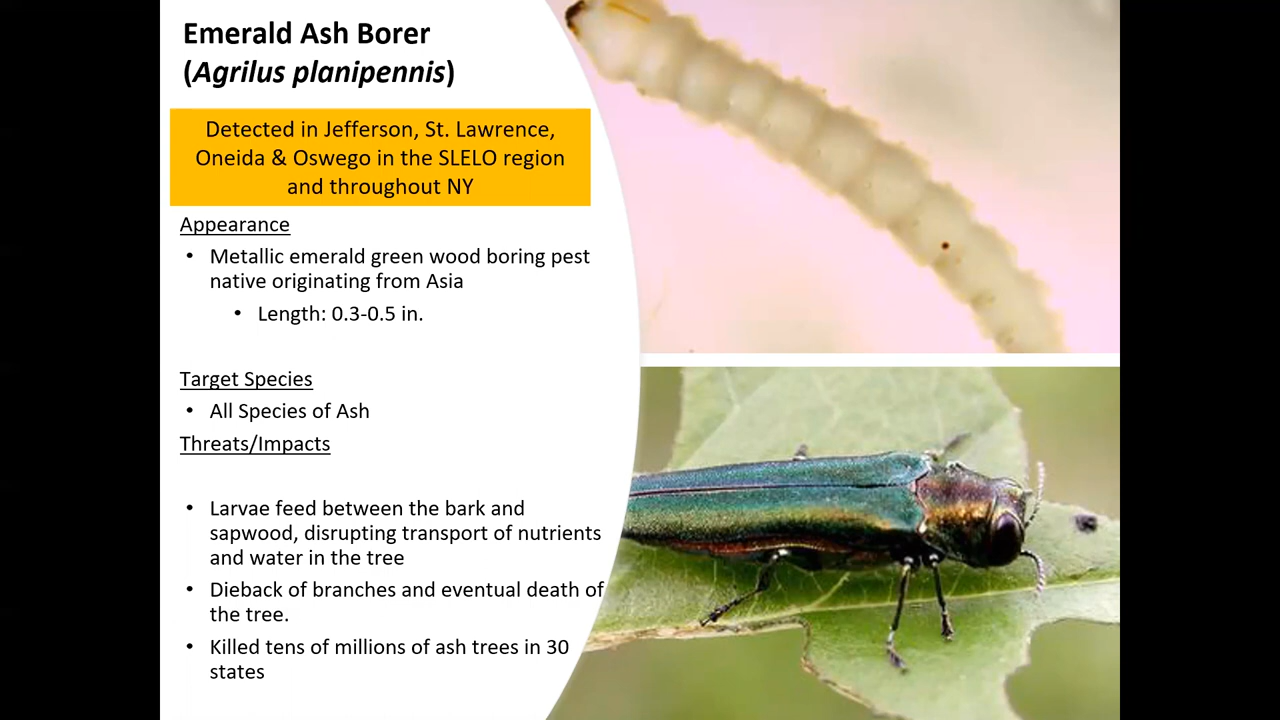 Emerald Ash Borer
(Agrilus planipennis)
Detected in Jefferson, St. Lawrence,
Oneida & Oswego in the SLELO region
and throughout NY
Appearance
• Metallic emerald green wood boring pest
native originating from Asia
• Length: 0.3-0.5 in.
Target Species
• All Species of Ash
Threats/Impacts
• Larvae feed between the bark and
sapwood, disrupting transport of nutrients
and water in the tree
• Dieback of branches and eventual death of
the tree.
• Killed tens of millions of ash trees in 30
states